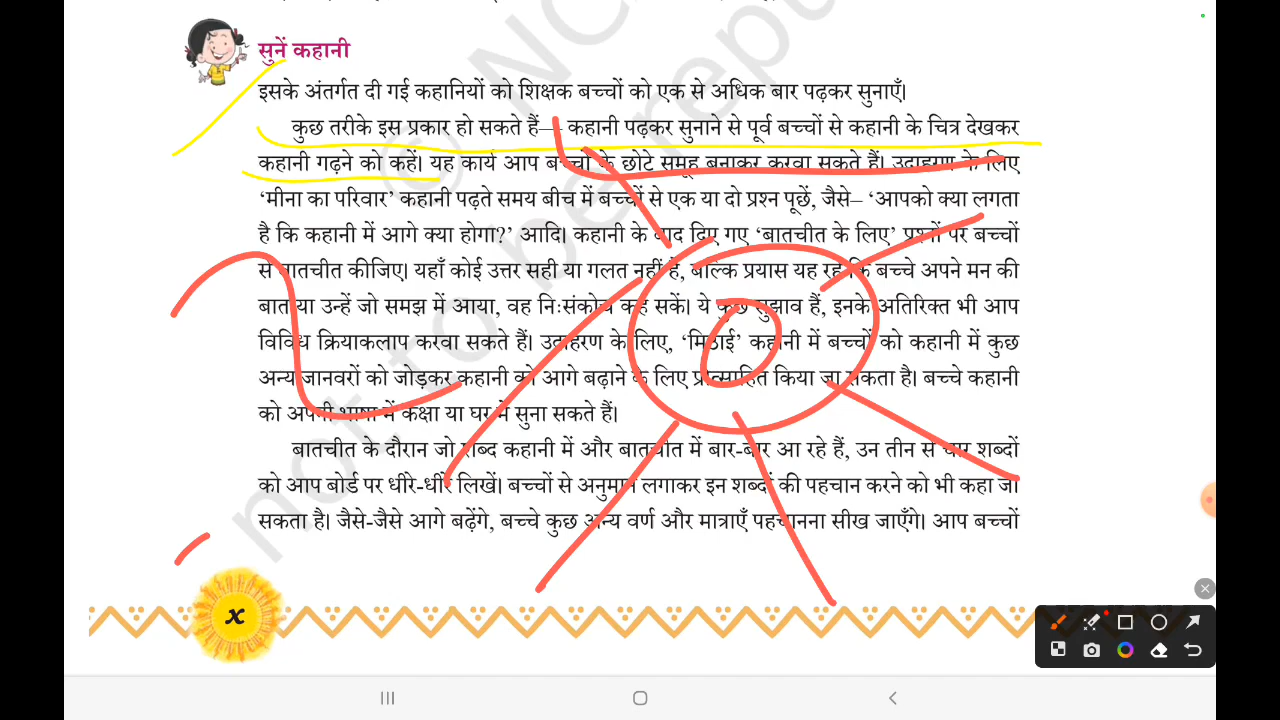 सुनें कहानी
इसके अंतर्गत दी गई कहानियों को शिक्षक बच्चों को एक से अधिक बार पढ़कर सुनाएँ।
कुछ तरीके इस प्रकार हो सकते हैं— कहानी पढ़कर सुनाने से पूर्व बच्चों से कहानी के चित्र देखकर
कहानी गढ़ने को कहें। यह कार्य आप बच्चों के छोटे समूह बनाकर करवा सकते हैं। उदाहरण के लिए
‘मीना का परिवार’ कहानी पढ़ते समय बीच में बच्चों से एक या दो प्रश्न पूछें, जैसे– ‘आपको क्या लगता
है कि कहानी में आगे क्या होगा?’ आदि। कहानी के बाद दिए गए ‘बातचीत के लिए’ प्रश्नों पर बच्चों
से बातचीत कीजिए। यहाँ कोई उत्तर सही या गलत नहीं है, बल्कि प्रयास यह रहे कि बच्चे अपने मन की
बात या उन्हें जो समझ में आया, वह निःसंकोच कह सकें। ये कुछ सुझाव हैं, इनके अतिरिक्त भी आप
विविध क्रियाकलाप करवा सकते हैं। उदाहरण के लिए, ‘मिठाई’ कहानी में बच्चों को कहानी में कुछ
अन्य जानवरों को जोड़कर कहानी को आगे बढ़ाने के लिए प्रोत्साहित किया जा सकता है। बच्चे कहानी
को अपनी भाषा में कक्षा या घर में सुना सकते हैं।
बातचीत के दौरान जो शब्द कहानी में और बातचीत में बार-बार आ रहे हैं, उन तीन से चार शब्दों
को आप बोर्ड पर धीरे-धीरे लिखें। बच्चों से अनुमान लगाकर इन शब्दों की पहचान करने को भी कहा जा
सकता है। जैसे-जैसे आगे बढ़ेंगे, बच्चे कुछ अन्य वर्ण और मात्राएँ पहचानना सीख जाएँगे। आप बच्चों
x
© NC
not to be repu